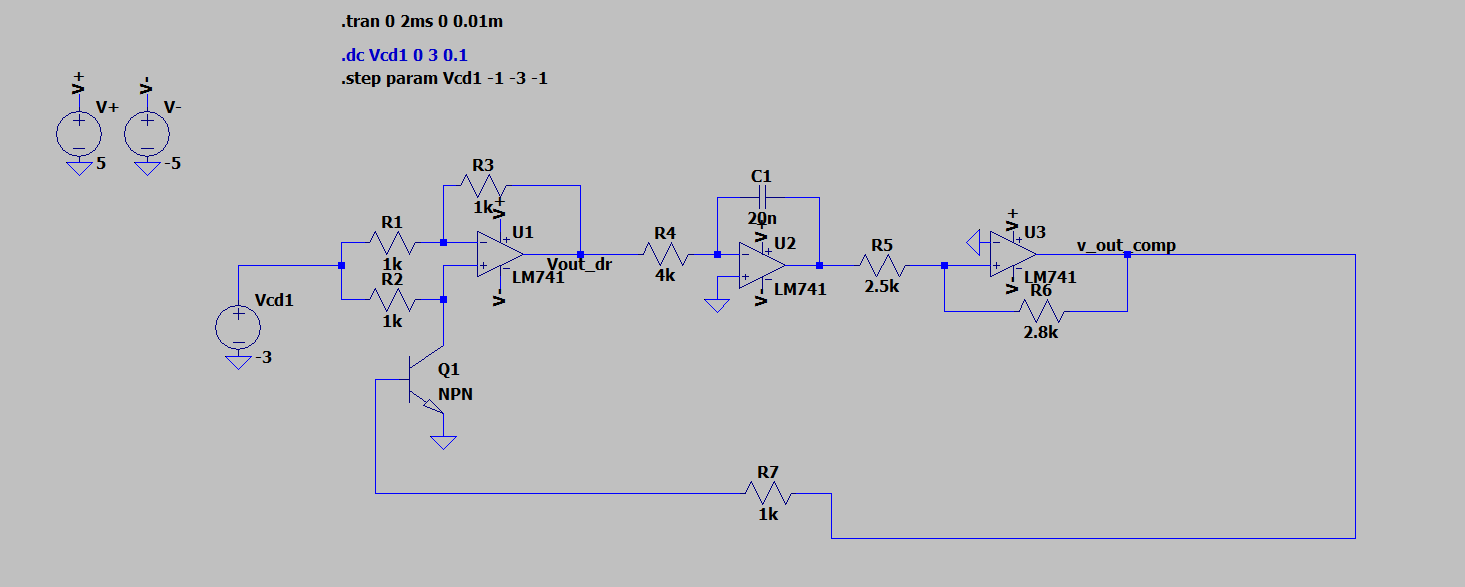 .tran 0 2ms 0 0.01m
.dc Vcd1 0 3 0.1
.step param Vcd1 -1 -3 -1
V+
V-
V+
V-
5
-5
R3
1k
V+
R1
1k
U1
LM741
V-
Vout_dr
R2
1k
Vcd1
-3
Q1
NPN
R4
4k
C1
20n
V+
U2
LM741
V-
R5
2.5k
V+
U3
LM741
V-
v_out_comp
R6
2.8k
R7
1k